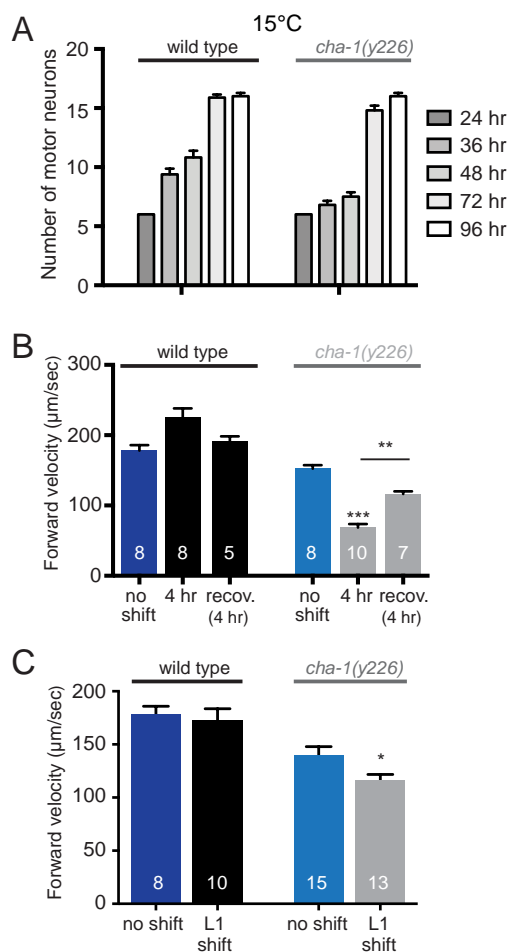 A
15°C
wild type
cha-1(y226)
Number of motor neurons
20
15
10
5
0
24 hr
36 hr
48 hr
72 hr
96 hr
B
wild type
cha-1(y226)
Forward velocity (μm/sec)
300
200
100
0
**
***
8 8 5 8 10 7
no shift 4 hr recov. (4 hr) no shift 4 hr recov. (4 hr)
C
wild type
cha-1(y226)
Forward velocity (μm/sec)
200
150
100
50
0
*
8 10 15 13
no shift L1 shift no shift L1 shift